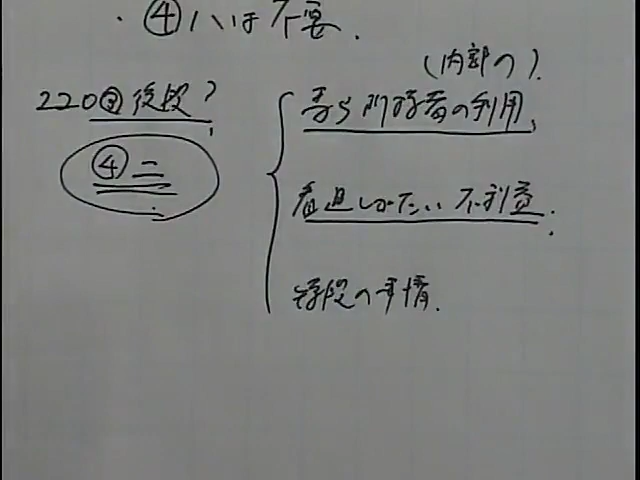 ・④ハは不要.
(内部の)
220③後段?
専ら所持者の利用
④ニ
看過しがたい不利益
特段の事情.